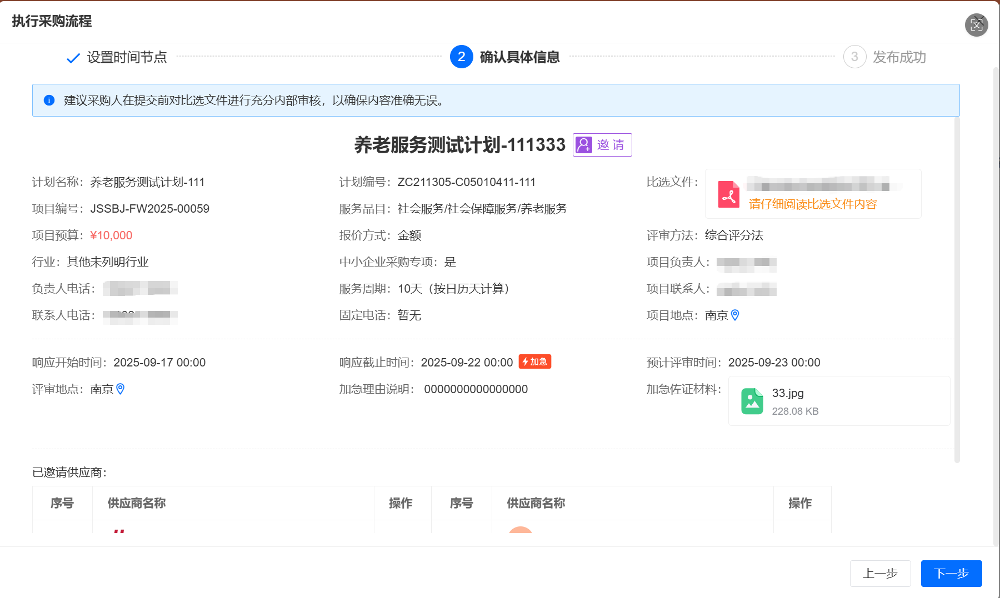 执行采购流程
设置时间节点
2 确认具体信息
3 发布成功
建议采购人在提交前对比选文件进行充分内部审核，以确保内容准确无误。
养老服务测试计划-111333 邀请
计划名称：养老服务测试计划-111
计划编号：ZC211305-C05010411-111
比选文件：
请仔细阅读比选文件内容
项目编号：JSSBJ-FW2025-00059
服务品目：社会服务/社会保障服务/养老服务
项目预算：¥10,000
报价方式：金额
评审方法：综合评分法
行业：其他未列明行业
中小企业采购专项：是
项目负责人：
负责人电话：
服务周期：10天（按日历天计算）
项目联系人：
联系人电话：
固定电话：暂无
项目地点：南京
响应开始时间：2025-09-17 00:00
响应截止时间：2025-09-22 00:00 加急
预计评审时间：2025-09-23 00:00
评审地点：南京
加急理由说明：0000000000000000
加急佐证材料：
33.jpg
228.08 KB
已邀请供应商：
序号 供应商名称 操作 序号 供应商名称 操作
上一步
下一步